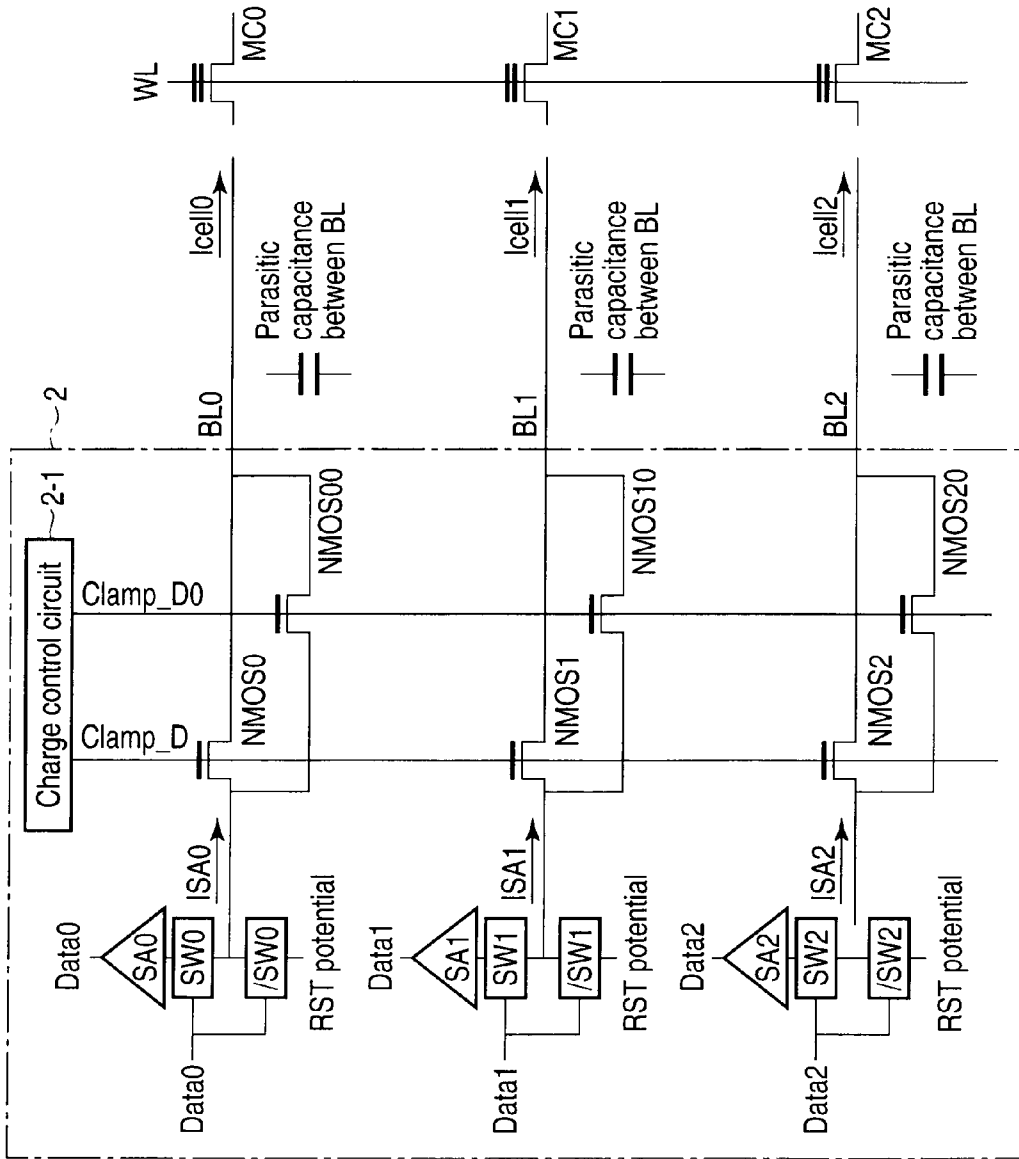 Charge control circuit
2-1
2
WL
Clamp_D
Clamp_D0
Data0
SA0
SW0
/SW0
Data0
RST potential
ISA0
NMOS0
NMOS00
BL0
Icell0
MC0
Parasitic
capacitance
between BL
Data1
SA1
SW1
/SW1
Data1
RST potential
ISA1
NMOS1
NMOS10
BL1
Icell1
MC1
Parasitic
capacitance
between BL
Data2
SA2
SW2
/SW2
Data2
RST potential
ISA2
NMOS2
NMOS20
BL2
Icell2
MC2
Parasitic
capacitance
between BL